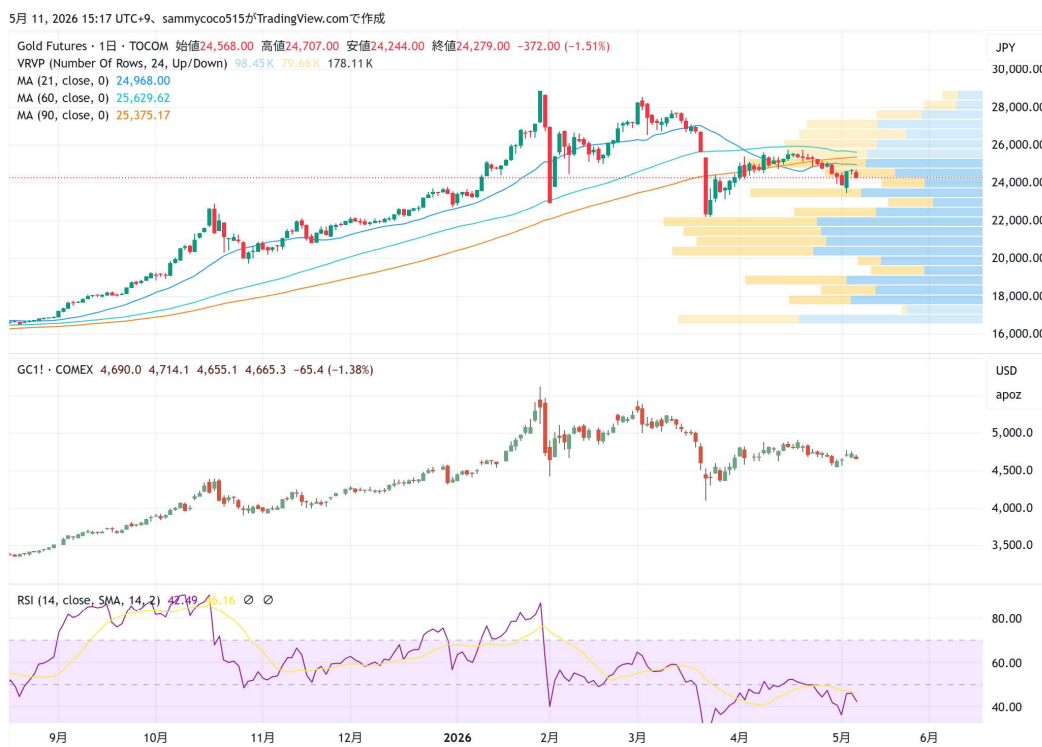 5月 11, 2026 15:17 UTC+9、sammycoco515がTradingView.comで作成
Gold Futures · 1日 · TOCOM 始値24,568.00 高値24,707.00 安値24,244.00 終値24,279.00 −372.00 (−1.51%)
VRVP (Number Of Rows, 24, Up/Down) 98.45K 79.66K 178.11K
MA (21, close, 0) 24,968.00
MA (60, close, 0) 25,629.62
MA (90, close, 0) 25,375.17
JPY
30,000.00
28,000.00
26,000.00
24,000.00
22,000.00
20,000.00
18,000.00
16,000.00
GC1! · COMEX 4,690.0 4,714.1 4,655.1 4,665.3 −65.4 (−1.38%)
USD
apoz
5,000.0
4,500.0
4,000.0
3,500.0
RSI (14, close, SMA, 14, 2) 42.49 46.16 ∅ ∅
80.00
60.00
40.00
9月 10月 11月 12月 2026 2月 3月 4月 5月 6月